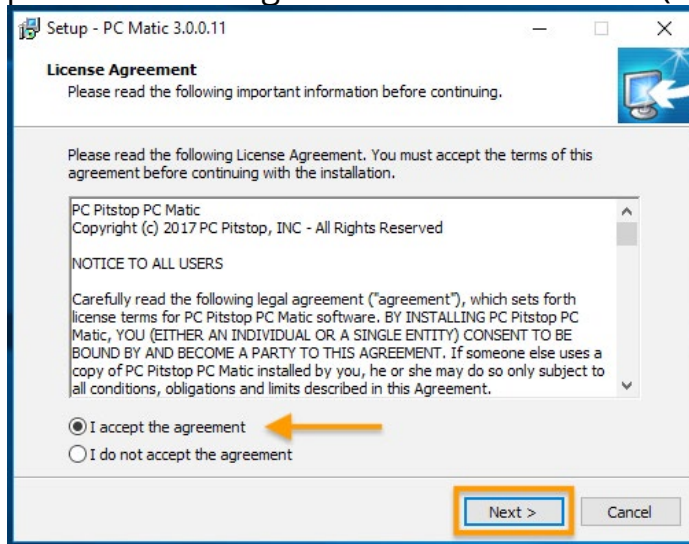 Setup - PC Matic 3.0.0.11
License Agreement
Please read the following important information before continuing.
Please read the following License Agreement. You must accept the terms of this
agreement before continuing with the installation.
PC Pitstop PC Matic
Copyright (c) 2017 PC Pitstop, INC - All Rights Reserved
NOTICE TO ALL USERS
Carefully read the following legal agreement ("agreement"), which sets forth
license terms for PC Pitstop PC Matic software. BY INSTALLING PC Pitstop PC
Matic, YOU (EITHER AN INDIVIDUAL OR A SINGLE ENTITY) CONSENT TO BE
BOUND BY AND BECOME A PARTY TO THIS AGREEMENT. If someone else uses a
copy of PC Pitstop PC Matic installed by you, he or she may do so only subject to
all conditions, obligations and limits described in this Agreement.
I accept the agreement
I do not accept the agreement
Next > Cancel